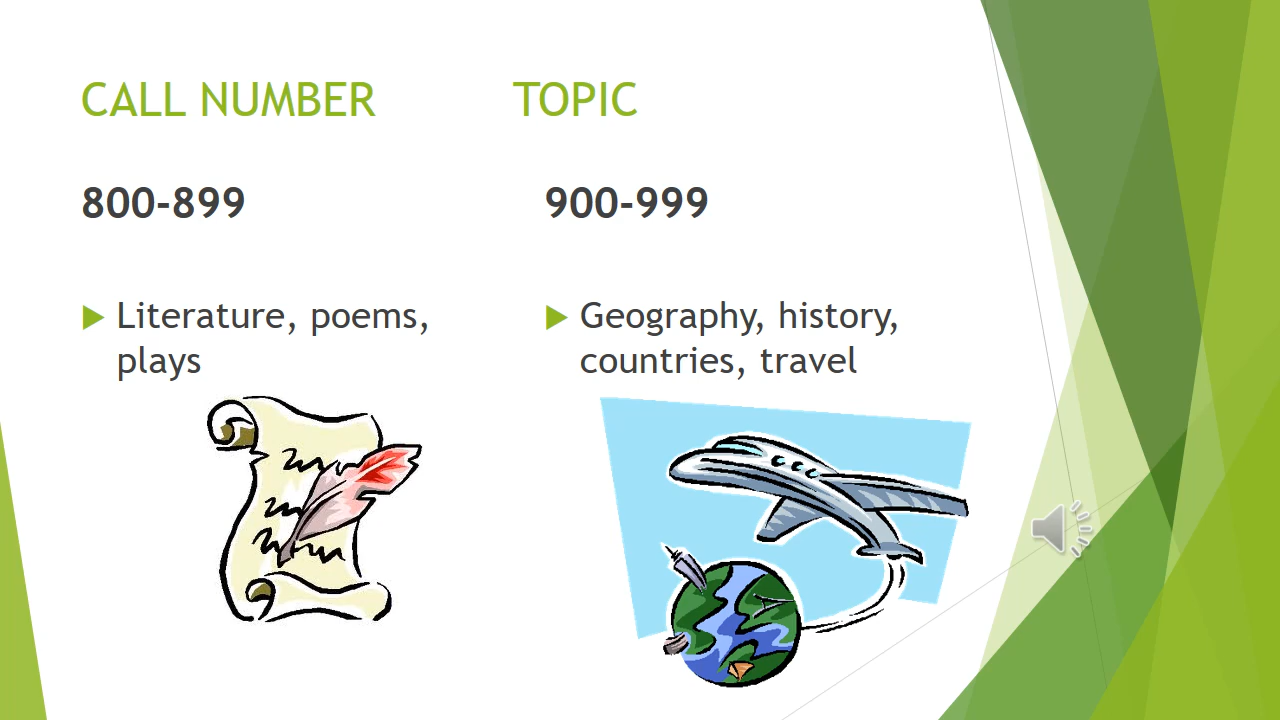 CALL NUMBER TOPIC
800-899
Literature, poems,
plays
900-999
Geography, history,
countries, travel